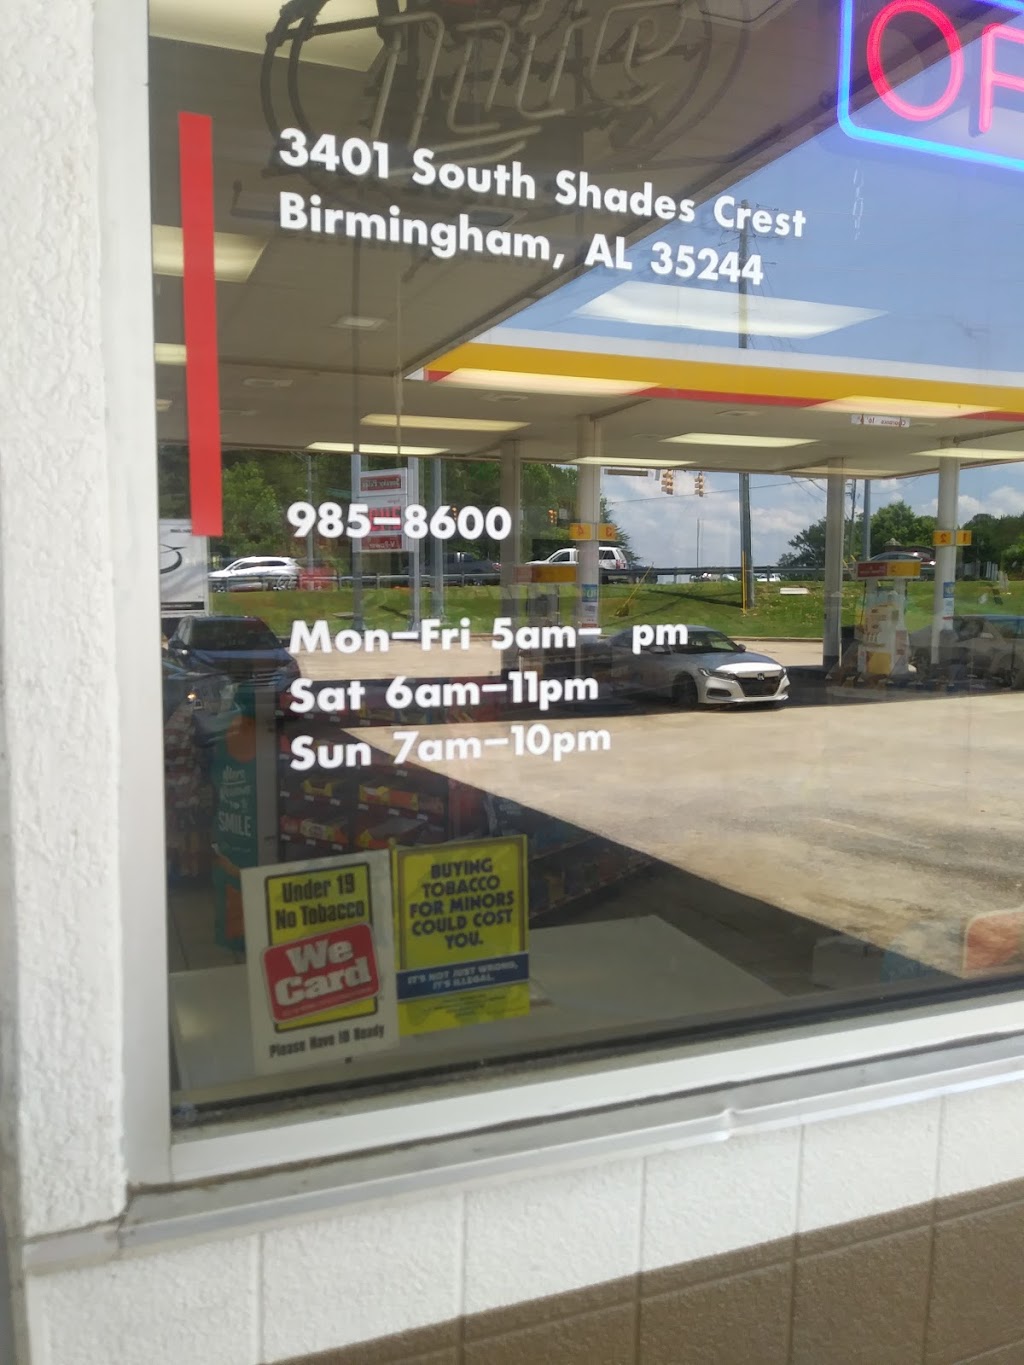 Lite
3401 South Shades Crest
Birmingham, AL 35244
985-8600
Mon-Fri 5am- pm
Sat 6am-11pm
Sun 7am-10pm
SMILE
Under 19
No Tobacco
We
Card
Please Have ID Ready
BUYING
TOBACCO
FOR MINORS
COULD COST
YOU.
IT'S NOT JUST WRONG,
IT'S ILLEGAL.